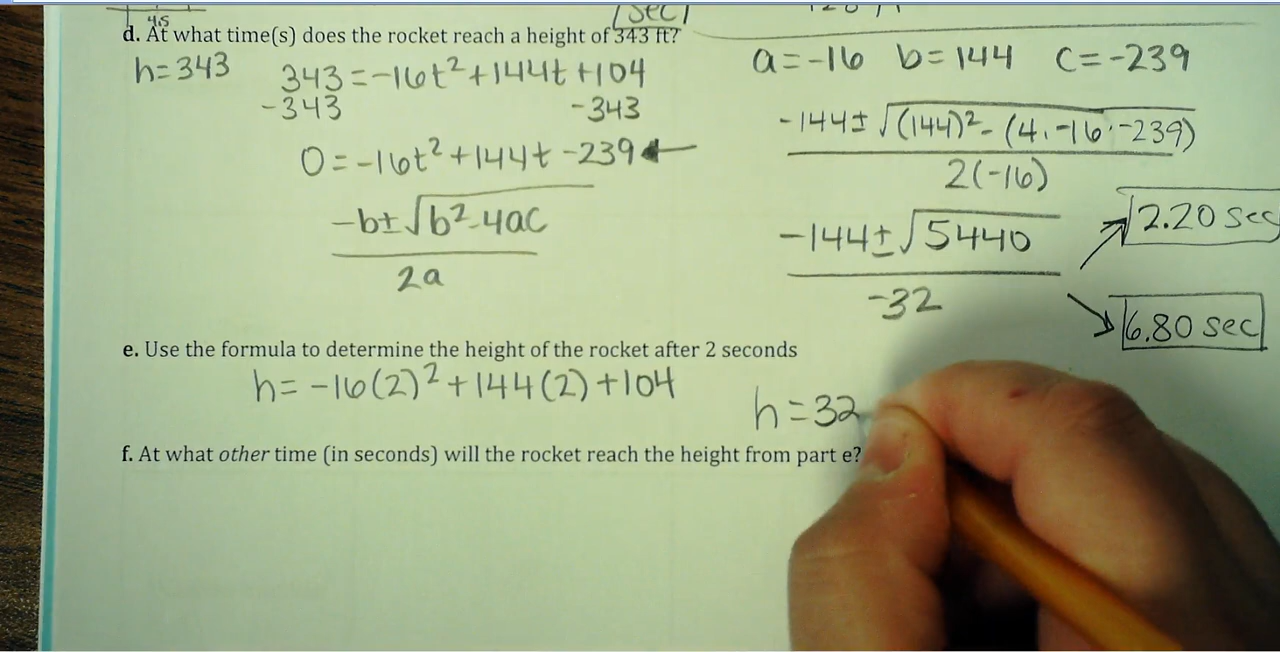 4.5
(sec)
d. At what time(s) does the rocket reach a height of 343 ft?
h=343
343=-16t²+144t+104
-343 -343
0=-16t²+144t-239
-b±√b²-4ac
2a
a=-16 b=144 c=-239
-144±√(144)²-(4·-16·-239)
2(-16)
-144±√5440
-32
2.20 sec
6.80 sec
e. Use the formula to determine the height of the rocket after 2 seconds
h=-16(2)²+144(2)+104
h=32
f. At what other time (in seconds) will the rocket reach the height from part e?